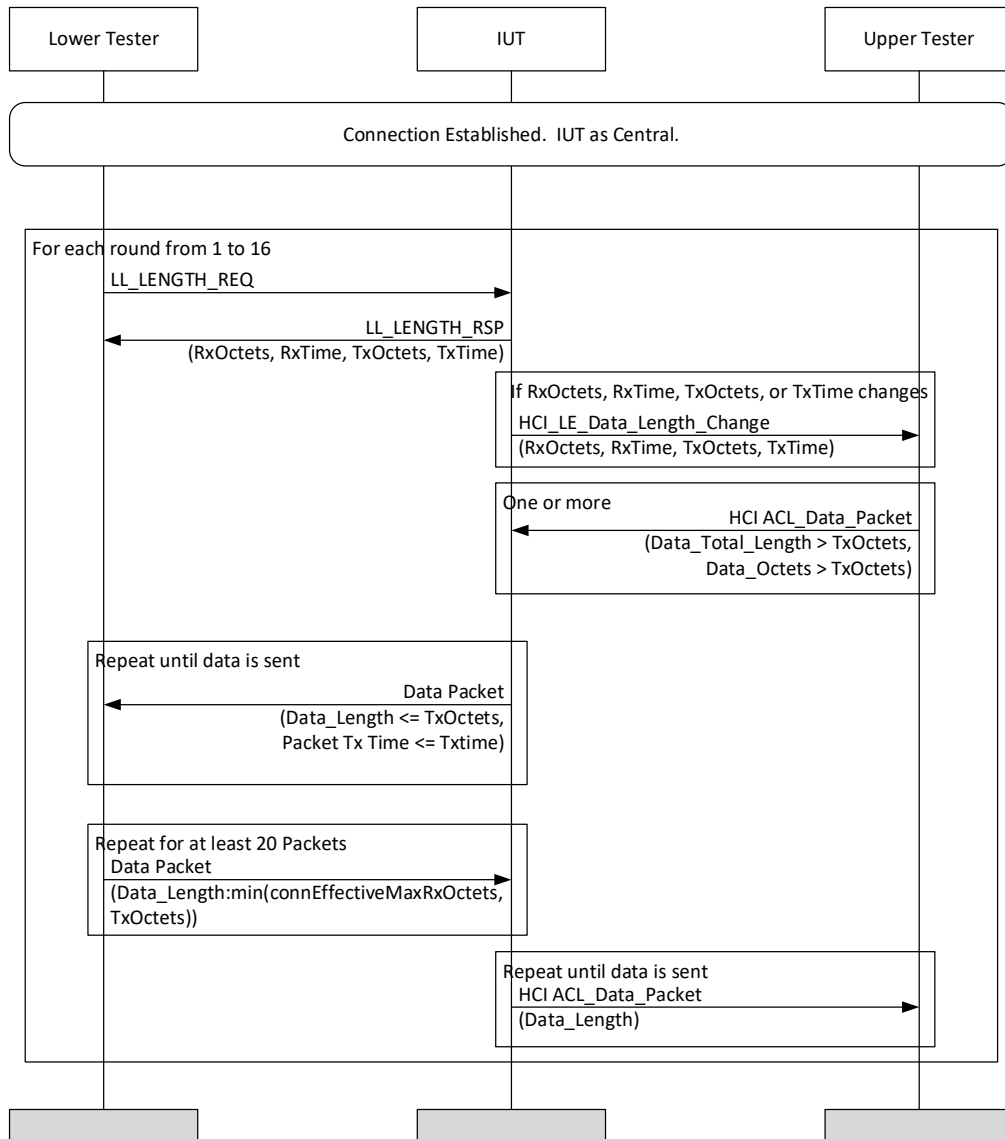 Lower Tester
IUT
Upper Tester
Connection Established.  IUT as Central.
For each round from 1 to 16
LL_LENGTH_REQ
LL_LENGTH_RSP
(RxOctets, RxTime, TxOctets, TxTime)
If RxOctets, RxTime, TxOctets, or TxTime changes
HCI_LE_Data_Length_Change
(RxOctets, RxTime, TxOctets, TxTime)
One or more
HCI ACL_Data_Packet
(Data_Total_Length > TxOctets,
Data_Octets > TxOctets)
Repeat until data is sent
Data Packet
(Data_Length <= TxOctets,
Packet Tx Time <= Txtime)
Repeat for at least 20 Packets
Data Packet
(Data_Length:min(connEffectiveMaxRxOctets,
TxOctets))
Repeat until data is sent
HCI ACL_Data_Packet
(Data_Length)